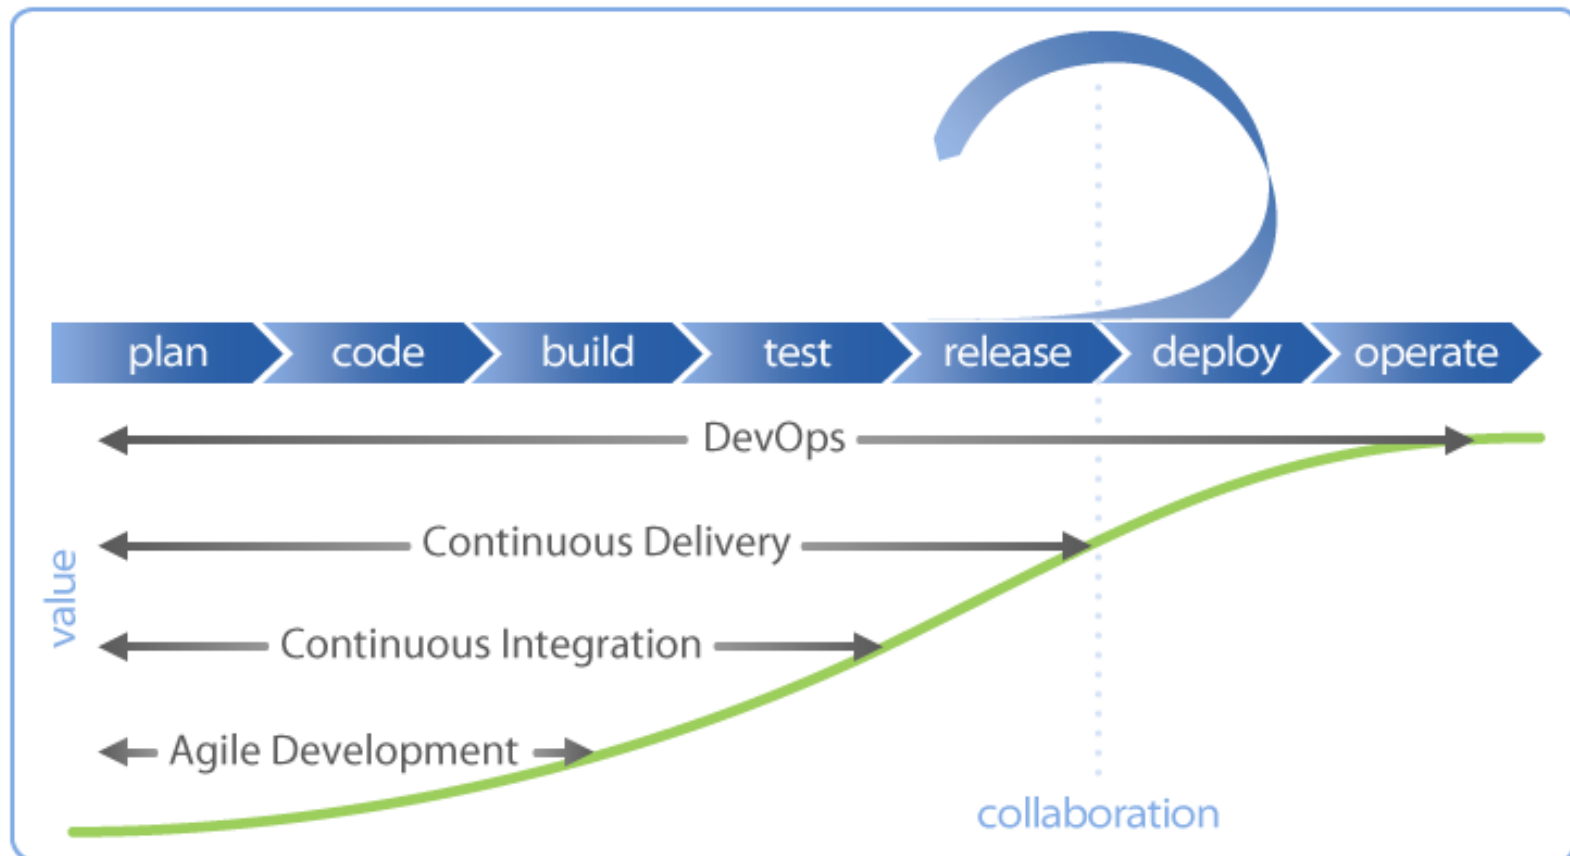 plan
code
build
test
release
deploy
operate
DevOps
Continuous Delivery
value
Continuous Integration
Agile Development
collaboration